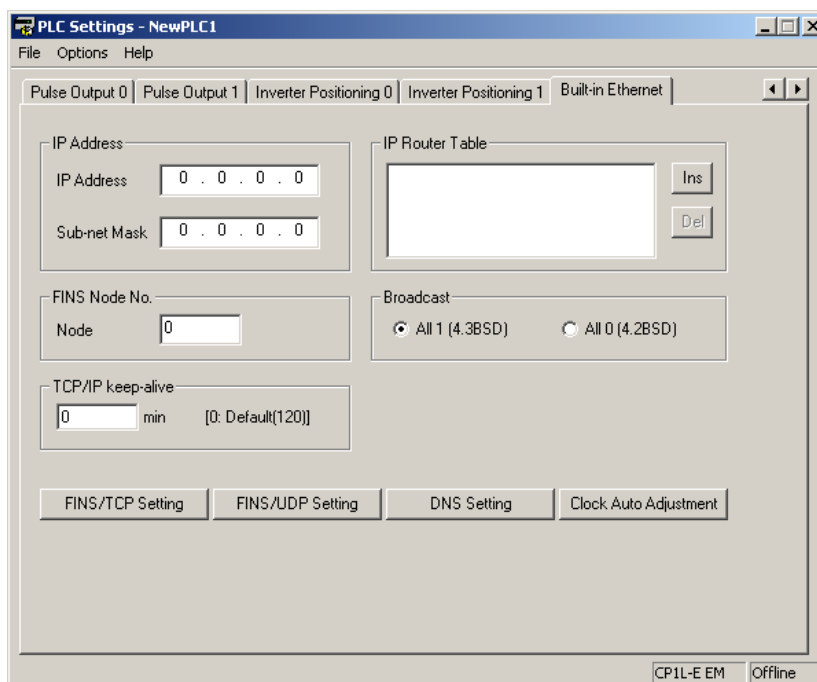 PLC Settings - NewPLC1
File Options Help
Pulse Output 0 Pulse Output 1 Inverter Positioning 0 Inverter Positioning 1 Built-in Ethernet
IP Address
IP Address 0 . 0 . 0 . 0
Sub-net Mask 0 . 0 . 0 . 0
IP Router Table
Ins
Del
FINS Node No.
Node 0
Broadcast
All 1 (4.3BSD) All 0 (4.2BSD)
TCP/IP keep-alive
0 min [0: Default(120)]
FINS/TCP Setting FINS/UDP Setting DNS Setting Clock Auto Adjustment
CP1L-E EM Offline